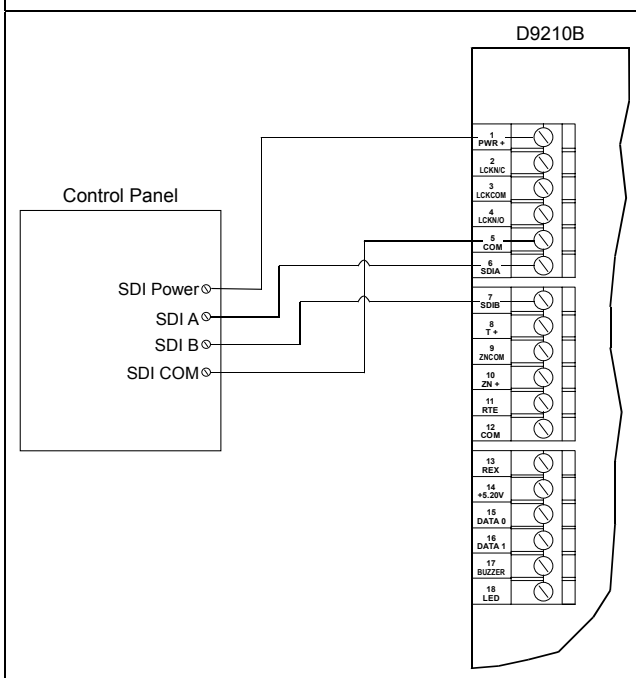 D9210B
Control Panel
SDI Power
SDI A
SDI B
SDI COM
1
PWR +
2
LCKN/C
3
LCKCOM
4
LCKN/O
5
COM
6
SDIA
7
SDIB
8
T +
9
ZNCOM
10
ZN +
11
RTE
12
COM
13
REX
14
+5.20V
15
DATA 0
16
DATA 1
17
BUZZER
18
LED